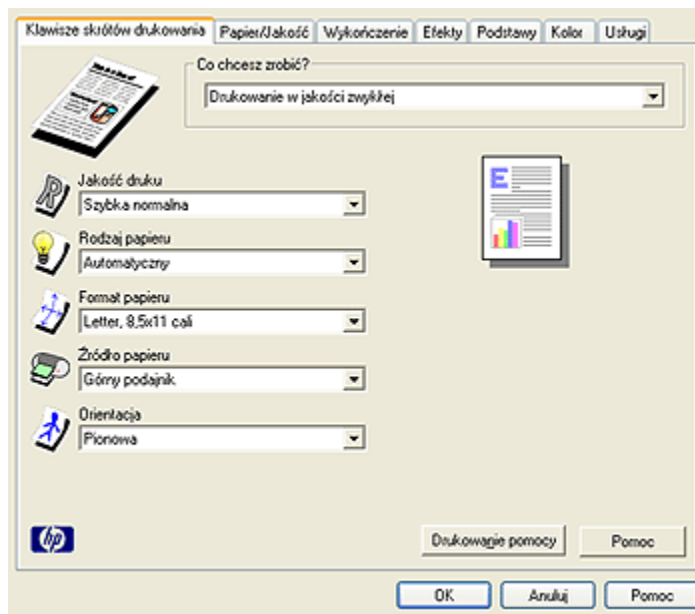 Klawisze skrótów drukowania Papier/Jakość Wykończenie Efekty Podstawy Kolor Usługi
Co chcesz zrobić?
Drukowanie w jakości zwykłej
Jakość druku
Szybka normalna
Rodzaj papieru
Automatyczny
Format papieru
Letter, 8,5x11 cali
Źródło papieru
Górny podajnik
Orientacja
Pionowa
hp
Drukowanie pomocy Pomoc
OK Anuluj Pomoc